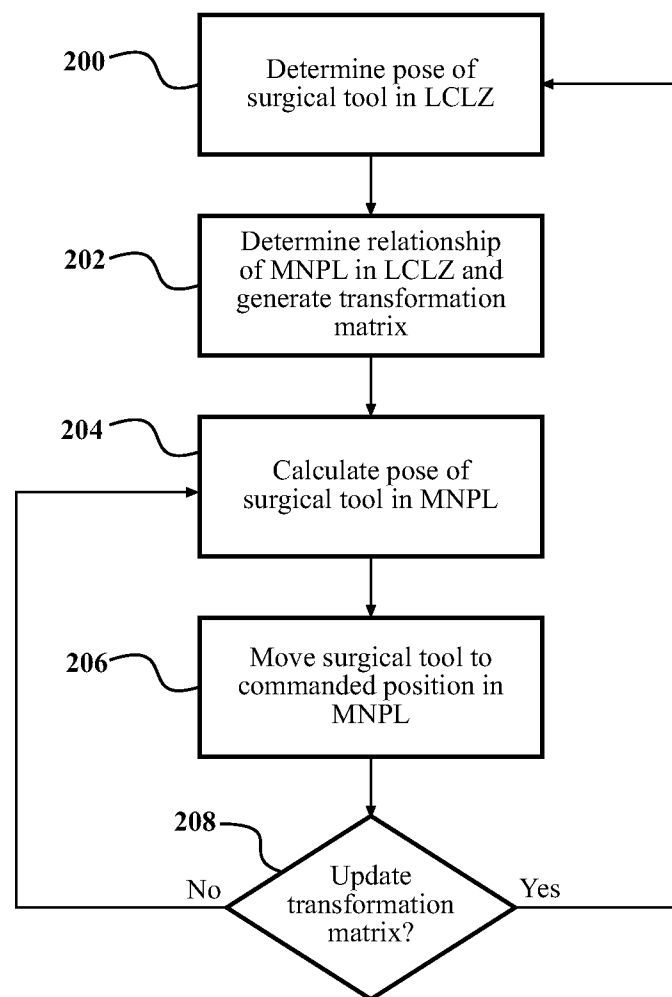 200
Determine pose of
surgical tool in LCLZ
202
Determine relationship
of MNPL in LCLZ and
generate transformation
matrix
204
Calculate pose of
surgical tool in MNPL
206
Move surgical tool to
commanded position in
MNPL
208
No
Update
transformation
matrix?
Yes